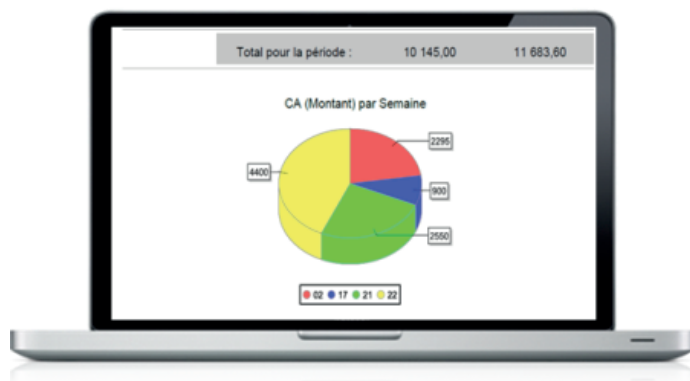 Total pour la période : 10 145,00 11 683,60
CA (Montant) par Semaine
2295
4400
900
2550
02 17 21 22